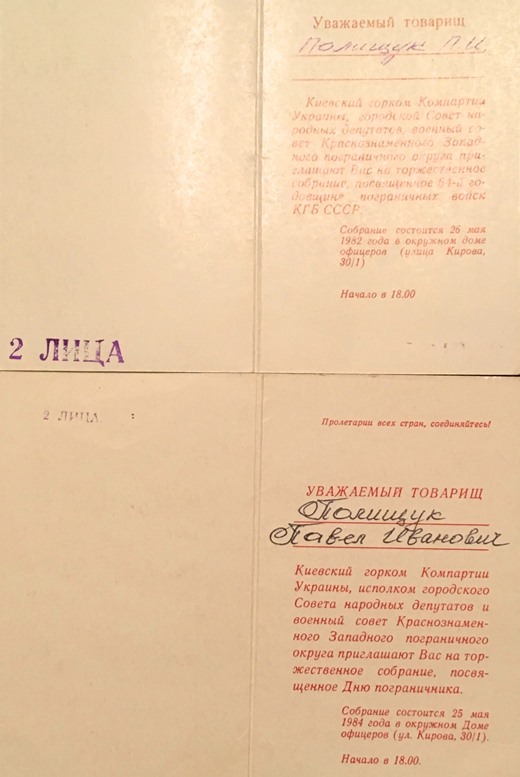 Уважаемый товарищ
Полищук П.И.
Киевский горком Компартии
Украины, городской Совет на-
родных депутатов, военный со-
вет Краснознаменного Запад-
ного пограничного округа при-
глашают Вас на торжественное
собрание, посвященное 64-й го-
довщине пограничных войск
КГБ СССР.
Собрание состоится 26 мая
1982 года в окружном доме
офицеров (улица Кирова,
30/1)
Начало в 18.00
2 ЛИЦА
2 ЛИЦА
Пролетарии всех стран, соединяйтесь!
УВАЖАЕМЫЙ ТОВАРИЩ
Полищук
Павел Иванович
Киевский горком Компартии
Украины, исполком городского
Совета народных депутатов и
военный совет Краснознамен-
ного Западного пограничного
округа приглашают Вас на тор-
жественное собрание, посвя-
щенное Дню пограничника.
Собрание состоится 25 мая
1984 года в окружном Доме
офицеров (ул. Кирова, 30/1).
Начало в 18.00.